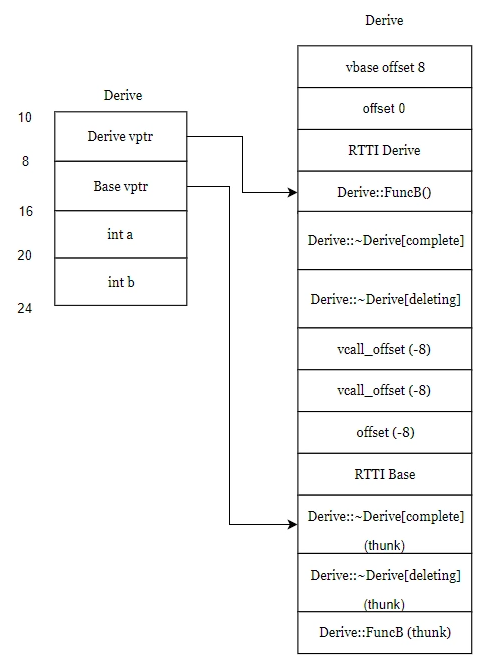 Derive
Derive
10
Derive vptr
8
Base vptr
16
int a
20
int b
24
vbase offset 8
offset 0
RTTI Derive
Derive::FuncB()
Derive::~Derive[complete]
Derive::~Derive[deleting]
vcall_offset (-8)
vcall_offset (-8)
offset (-8)
RTTI Base
Derive::~Derive[complete]
(thunk)
Derive::~Derive[deleting]
(thunk)
Derive::FuncB (thunk)